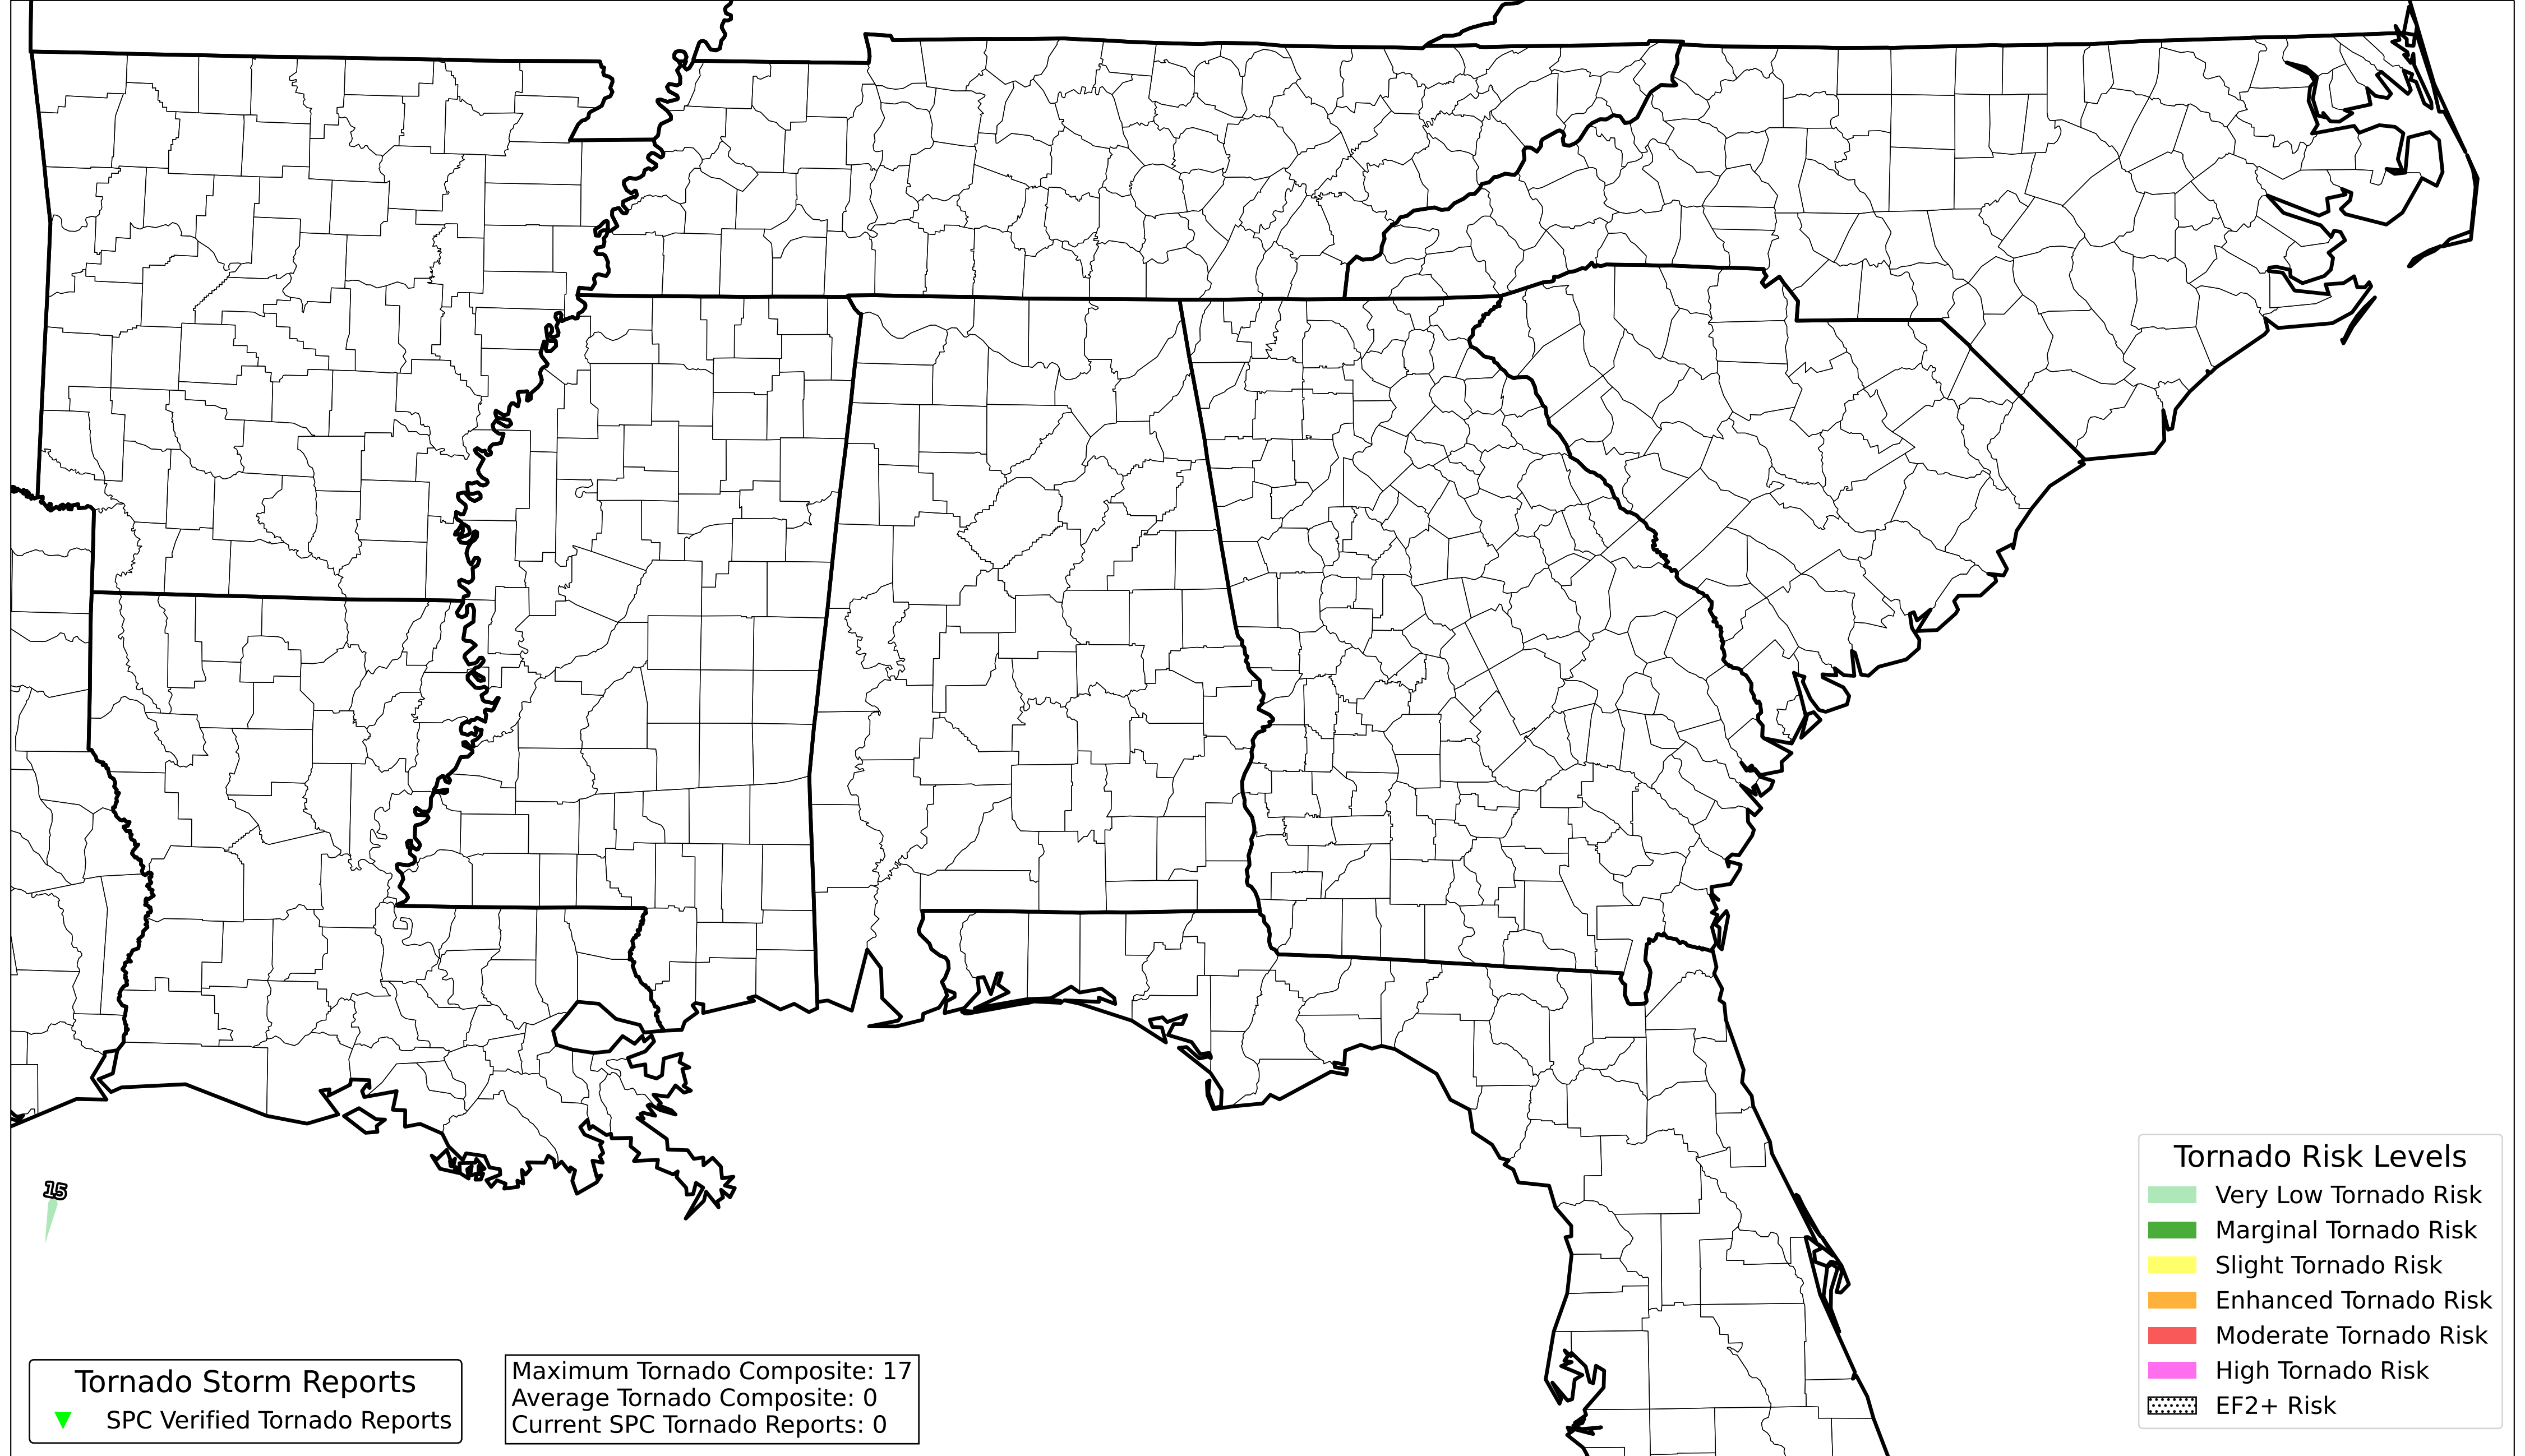 15
Tornado Risk Levels
Very Low Tornado Risk
Marginal Tornado Risk
Slight Tornado Risk
Enhanced Tornado Risk
Moderate Tornado Risk
High Tornado Risk
EF2+ Risk
Tornado Storm Reports
SPC Verified Tornado Reports
Maximum Tornado Composite: 17
Average Tornado Composite: 0
Current SPC Tornado Reports: 0